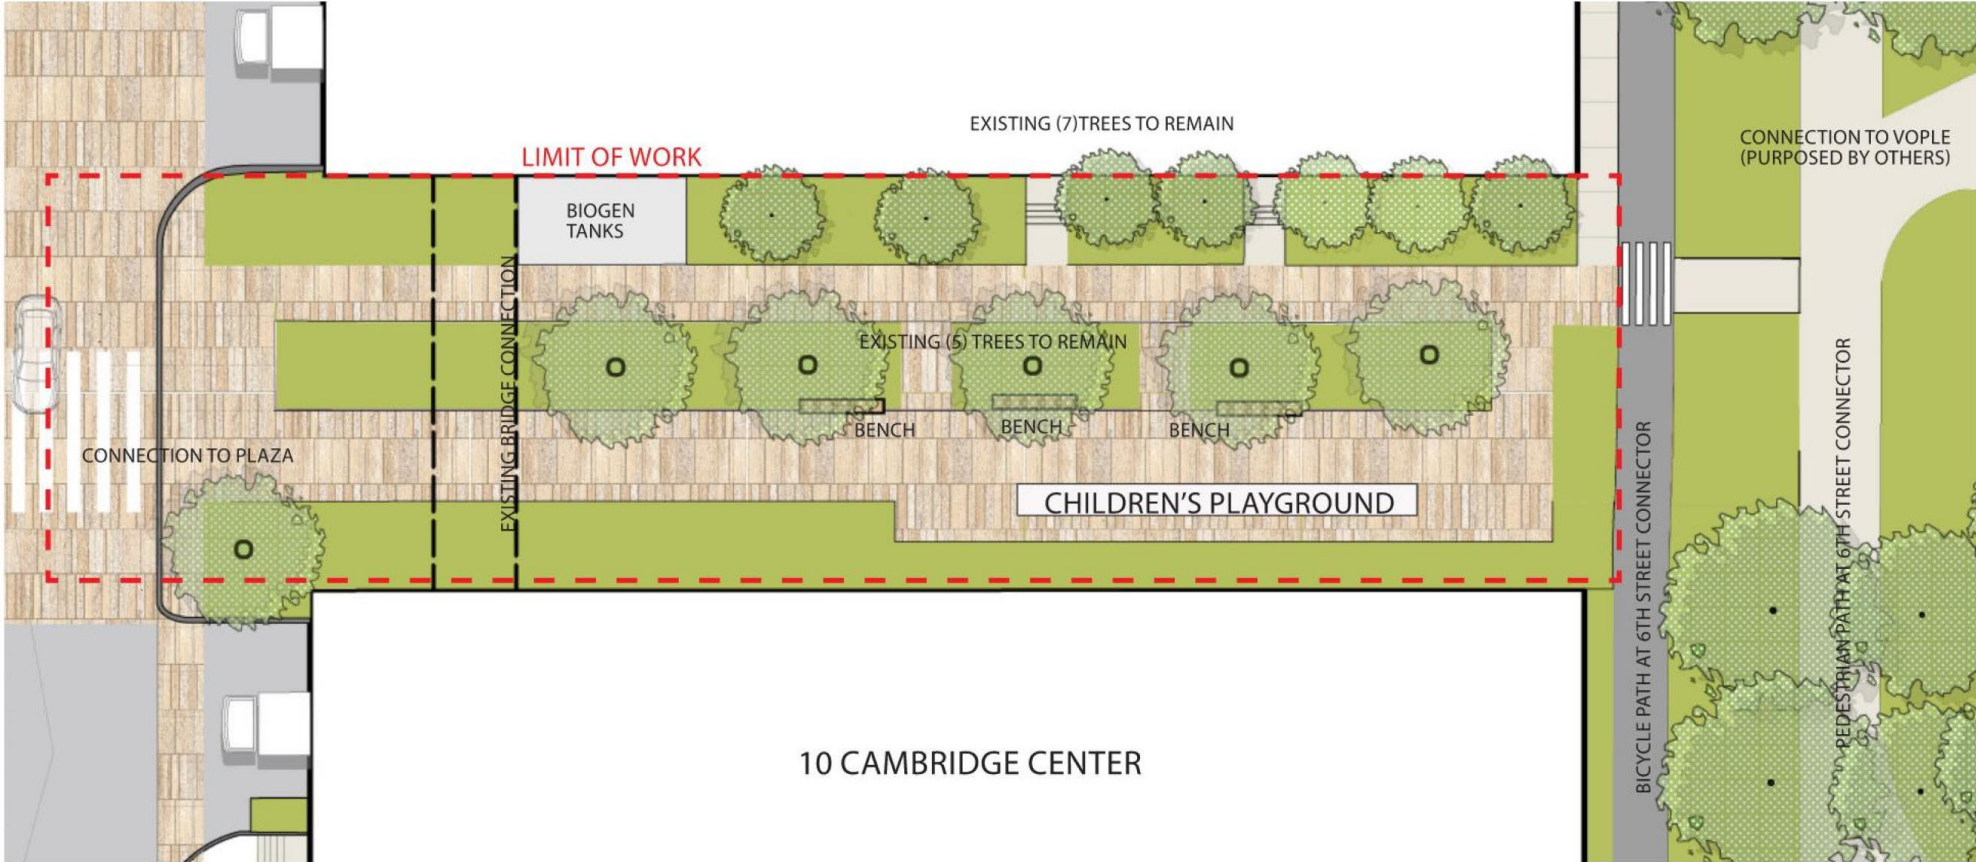 EXISTING (7)TREES TO REMAIN
LIMIT OF WORK
CONNECTION TO VOPLE
(PURPOSED BY OTHERS)
BIOGEN
TANKS
EXISTING BRIDGE CONNECTION
EXISTING (5) TREES TO REMAIN
BENCH
BENCH
BENCH
CONNECTION TO PLAZA
CHILDREN'S PLAYGROUND
BICYCLE PATH AT 6TH STREET CONNECTOR
PEDESTRIAN PATH AT 6TH STREET CONNECTOR
10 CAMBRIDGE CENTER